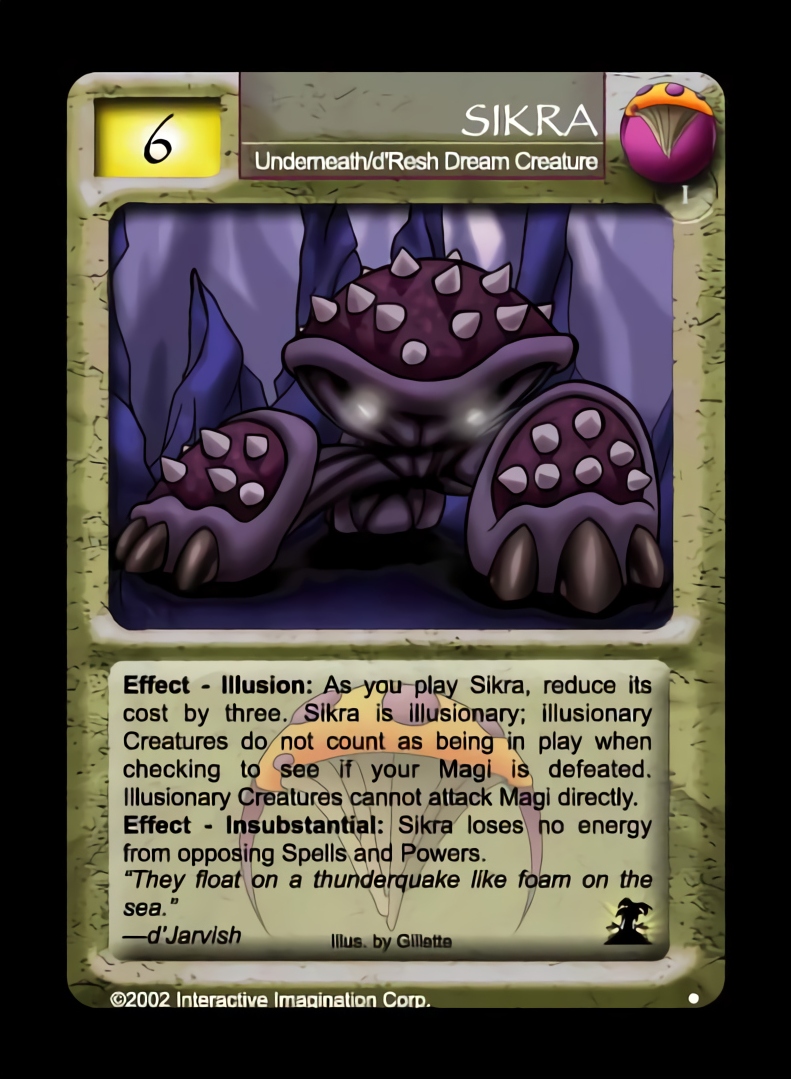 6
SIKRA
Underneath/d'Resh Dream Creature
1
Effect - Illusion: As you play Sikra, reduce its
cost by three. Sikra is illusionary; illusionary
Creatures do not count as being in play when
checking to see if your Magi is defeated.
Illusionary Creatures cannot attack Magi directly.
Effect - Insubstantial: Sikra loses no energy
from opposing Spells and Powers.
"They float on a thunderquake like foam on the
sea."
—d'Jarvish
Illus. by Gillette
©2002 Interactive Imagination Corp.